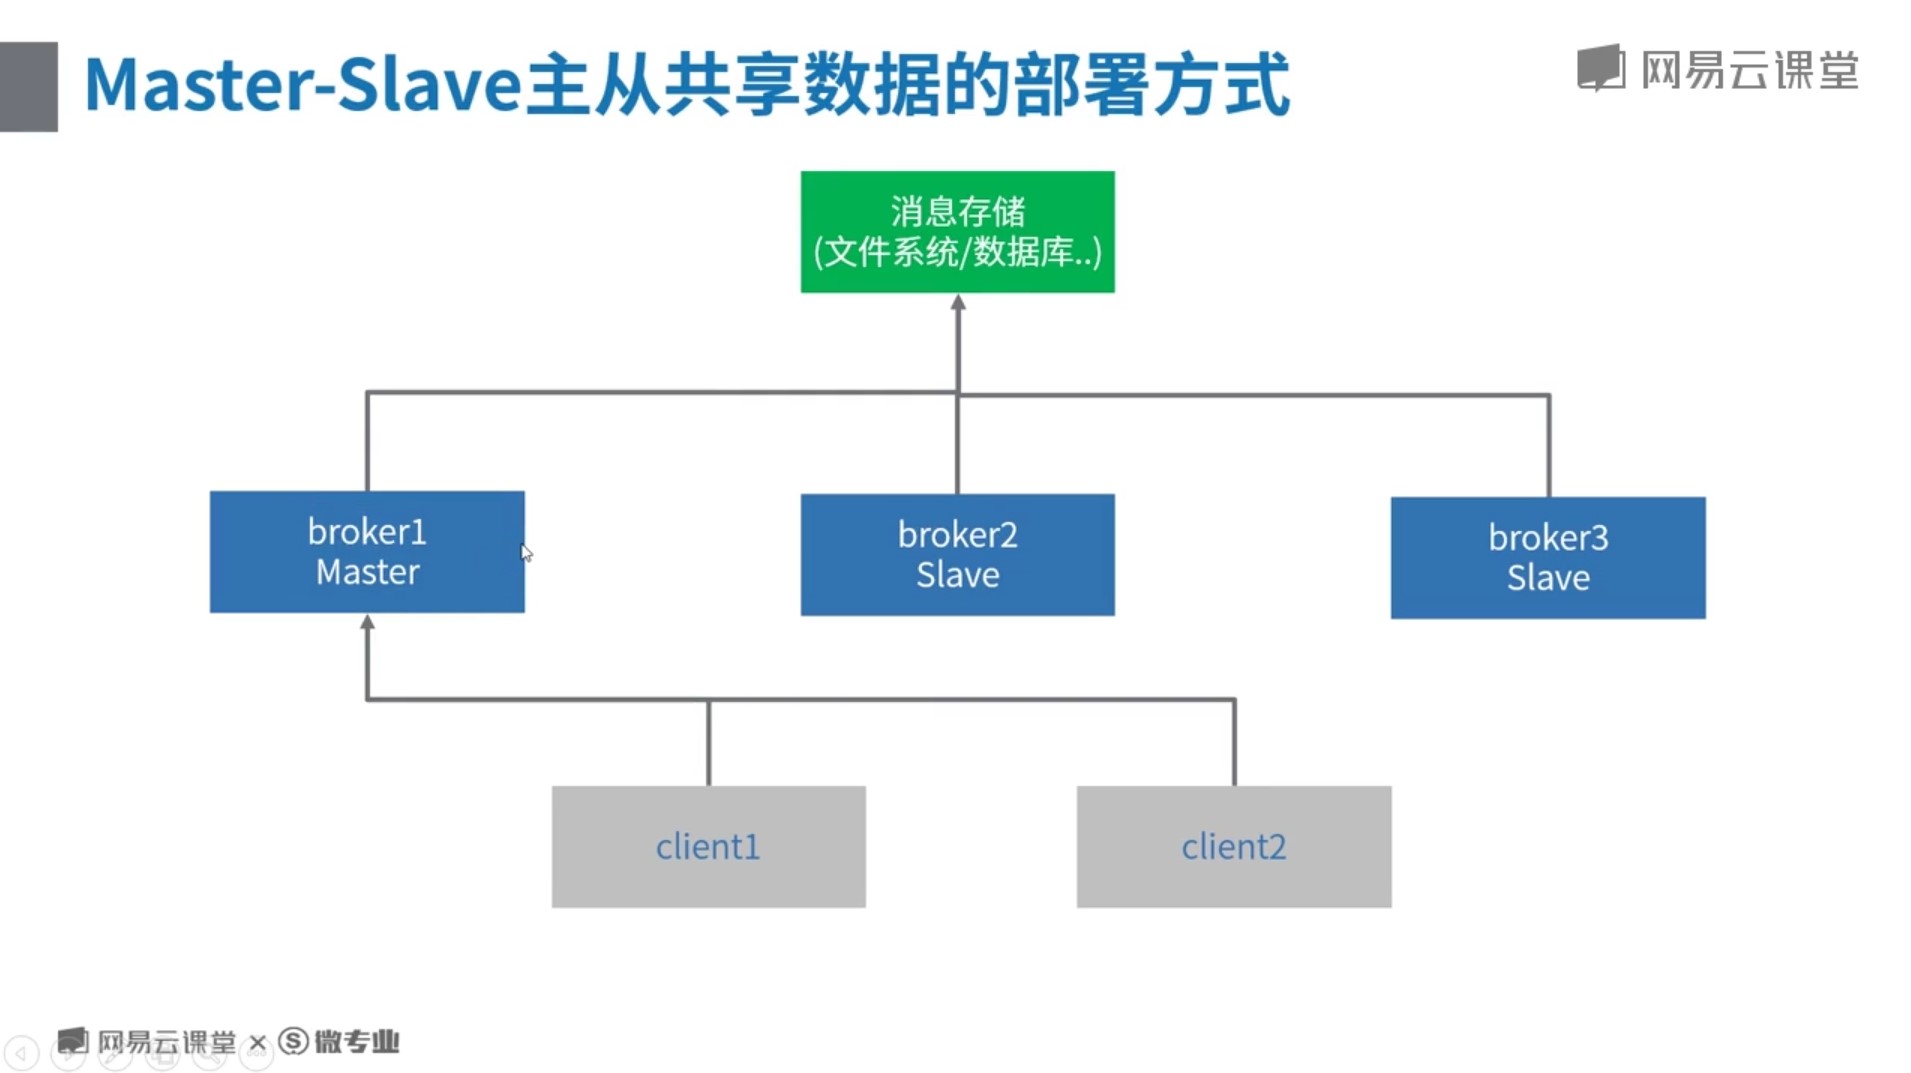 Master-Slave主从共享数据的部署方式
网易云课堂
消息存储
(文件系统/数据库..)
broker1
Master
broker2
Slave
broker3
Slave
client1
client2
网易云课堂 × Ⓢ微专业